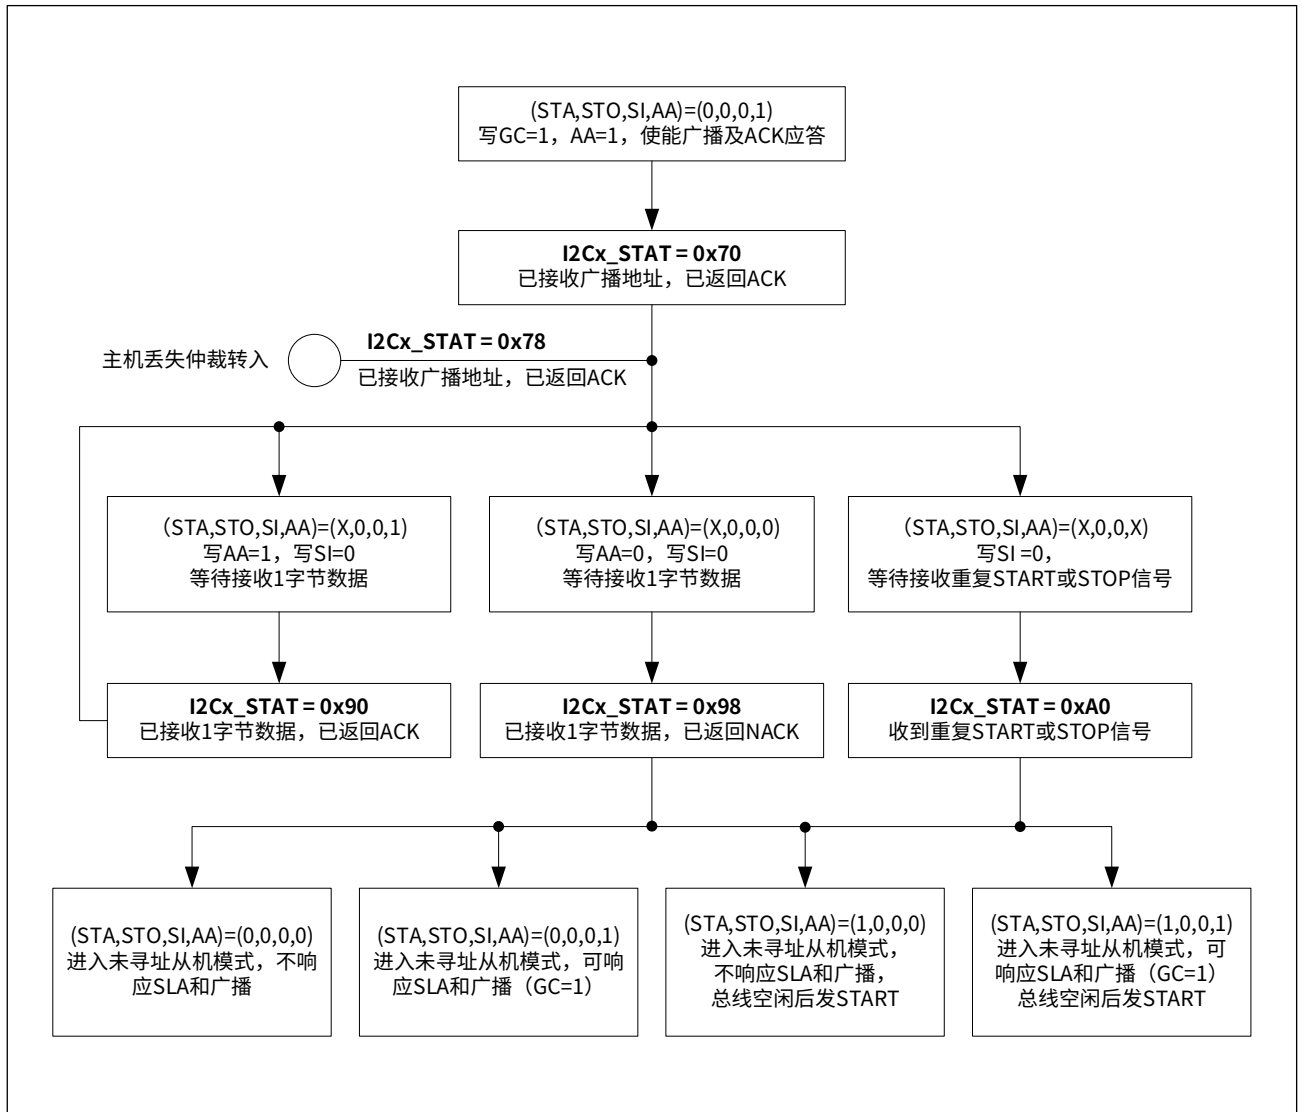 (STA,STO,SI,AA)=(0,0,0,1)
写GC=1，AA=1，使能广播及ACK应答
I2Cx_STAT = 0x70
已接收广播地址，已返回ACK
I2Cx_STAT = 0x78
主机丢失仲裁转入
已接收广播地址，已返回ACK
（STA,STO,SI,AA)=(X,0,0,1)
写AA=1，写SI=0
等待接收1字节数据
（STA,STO,SI,AA)=(X,0,0,0)
写AA=0，写SI=0
等待接收1字节数据
（STA,STO,SI,AA)=(X,0,0,X)
写SI =0，
等待接收重复START或STOP信号
I2Cx_STAT = 0x90
已接收1字节数据，已返回ACK
I2Cx_STAT = 0x98
已接收1字节数据，已返回NACK
I2Cx_STAT = 0xA0
收到重复START或STOP信号
(STA,STO,SI,AA)=(0,0,0,0)
进入未寻址从机模式，不响
应SLA和广播
(STA,STO,SI,AA)=(0,0,0,1)
进入未寻址从机模式，可响
应SLA和广播（GC=1）
(STA,STO,SI,AA)=(1,0,0,0)
进入未寻址从机模式，
不响应SLA和广播，
总线空闲后发START
(STA,STO,SI,AA)=(1,0,0,1)
进入未寻址从机模式，可
响应SLA和广播（GC=1）
总线空闲后发START